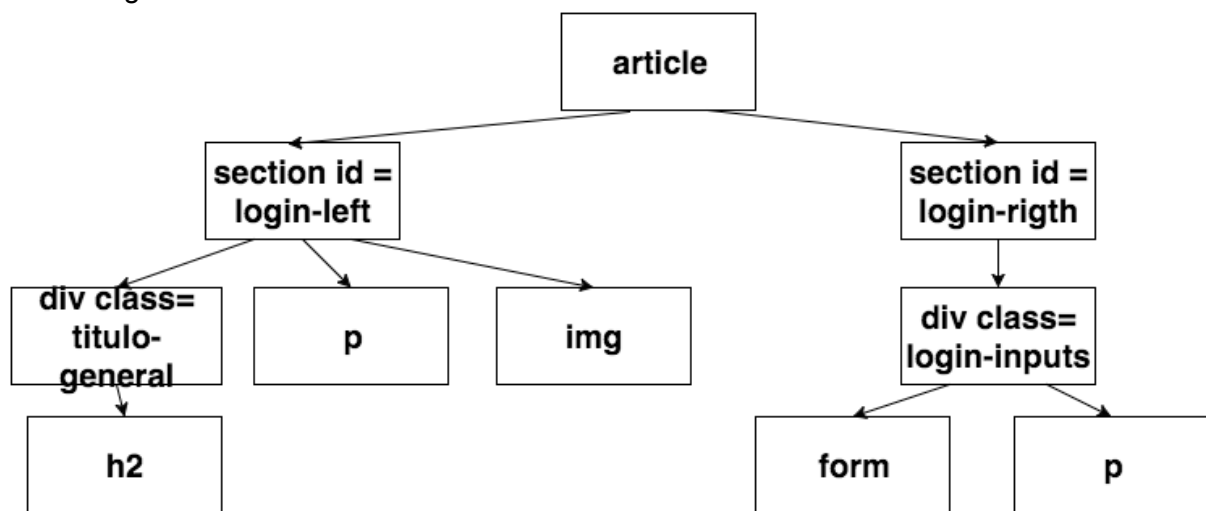 article
section id =
login-left
section id =
login-rigth
div class=
titulo-
general
p
img
div class=
login-inputs
h2
form
p